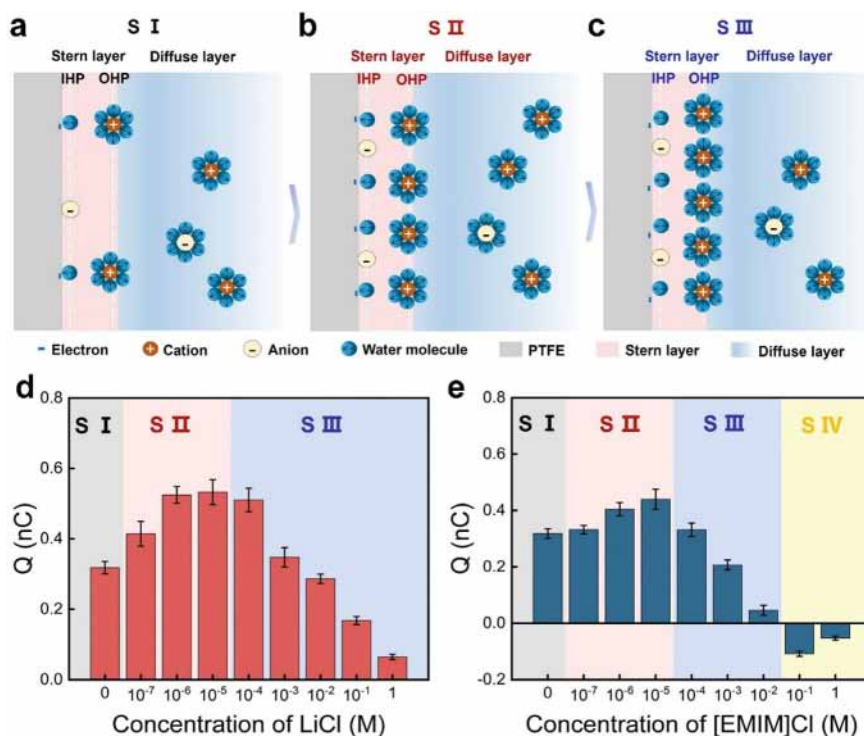 a
S I
b
S II
c
S III
Stern layer Diffuse layer
IHP OHP
Stern layer Diffuse layer
IHP OHP
Stern layer Diffuse layer
IHP OHP
- Electron + Cation - Anion Water molecule PTFE Stern layer Diffuse layer
d
0.8
0.6
0.4
0.2
0.0
Q (nC)
S I S II S III
0 10⁻⁷ 10⁻⁶ 10⁻⁵ 10⁻⁴ 10⁻³ 10⁻² 10⁻¹ 1
Concentration of LiCl (M)
e
0.8
0.6
0.4
0.2
0.0
-0.2
Q (nC)
S I S II S III S IV
0 10⁻⁷ 10⁻⁶ 10⁻⁵ 10⁻⁴ 10⁻³ 10⁻² 10⁻¹ 1
Concentration of [EMIM]Cl (M)